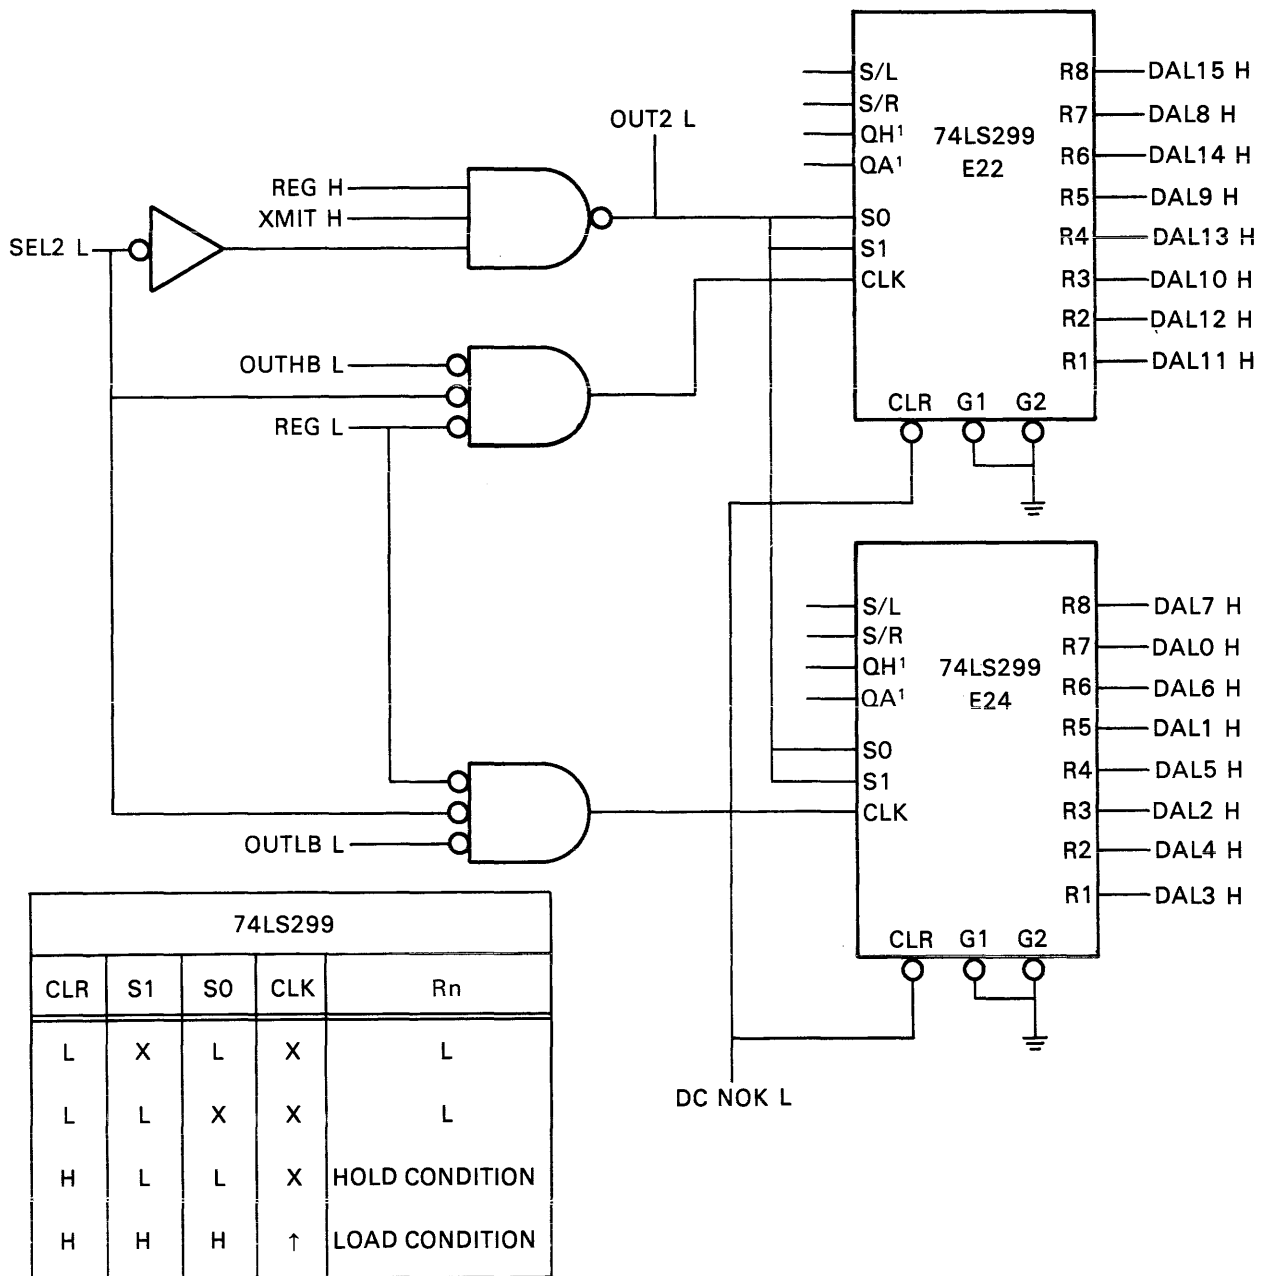 SEL2 L
REG H
XMIT H
OUT2 L
OUTHB L
REG L
OUTLB L
S/L
S/R
QH¹
QA¹
S0
S1
CLK
74LS299
E22
R8 DAL15 H
R7 DAL8 H
R6 DAL14 H
R5 DAL9 H
R4 DAL13 H
R3 DAL10 H
R2 DAL12 H
R1 DAL11 H
CLR G1 G2
S/L
S/R
QH¹
QA¹
S0
S1
CLK
74LS299
E24
R8 DAL7 H
R7 DAL0 H
R6 DAL6 H
R5 DAL1 H
R4 DAL5 H
R3 DAL2 H
R2 DAL4 H
R1 DAL3 H
CLR G1 G2
DC NOK L
74LS299
CLR S1 S0 CLK Rn
L X L X L
L L X X L
H L L X HOLD CONDITION
H H H ↑ LOAD CONDITION